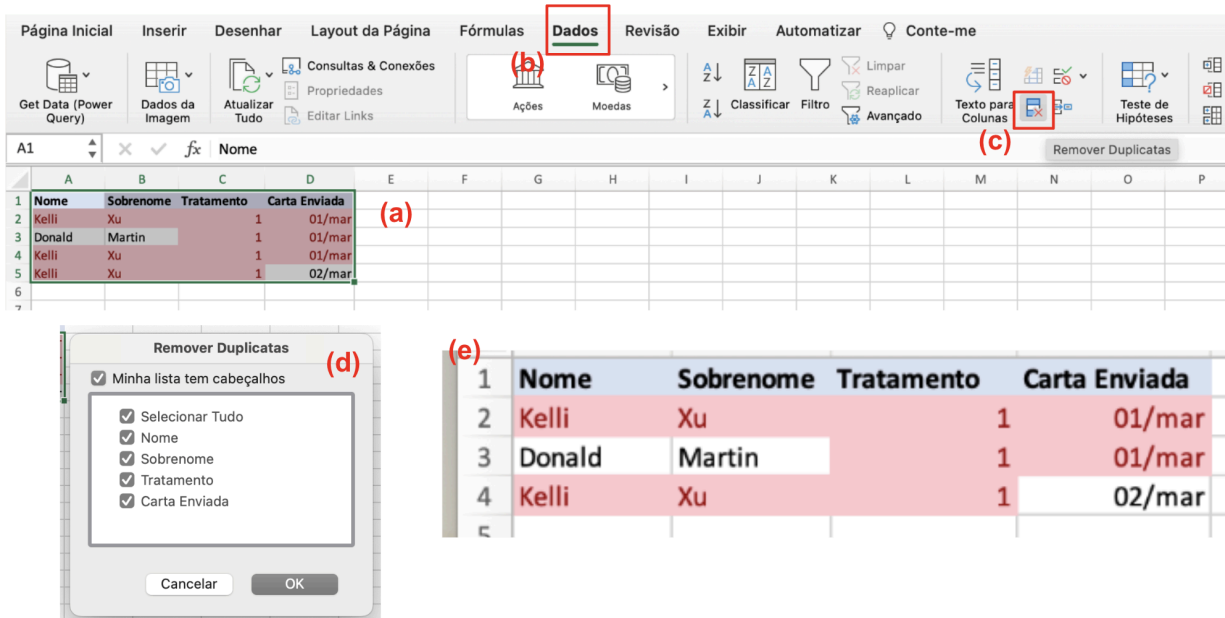 Página Inicial Inserir Desenhar Layout da Página Fórmulas Dados Revisão Exibir Automatizar Conte-me
(b)
Get Data (Power Query)
Dados da Imagem
Atualizar Tudo
Consultas & Conexões
Propriedades
Editar Links
Ações
Moedas
Classificar
Filtro
Limpar
Reaplicar
Avançado
Texto para Colunas
(c)
Teste de Hipóteses
Remover Duplicatas
A1 fx Nome
A B C D E F G H I J K L M N O P
1 Nome Sobrenome Tratamento Carta Enviada
2 Kelli Xu 1 01/mar
3 Donald Martin 1 01/mar
4 Kelli Xu 1 01/mar
5 Kelli Xu 1 02/mar
6
7
(a)
Remover Duplicatas
(d)
Minha lista tem cabeçalhos
Selecionar Tudo
Nome
Sobrenome
Tratamento
Carta Enviada
Cancelar OK
(e)
1 Nome Sobrenome Tratamento Carta Enviada
2 Kelli Xu 1 01/mar
3 Donald Martin 1 01/mar
4 Kelli Xu 1 02/mar
5